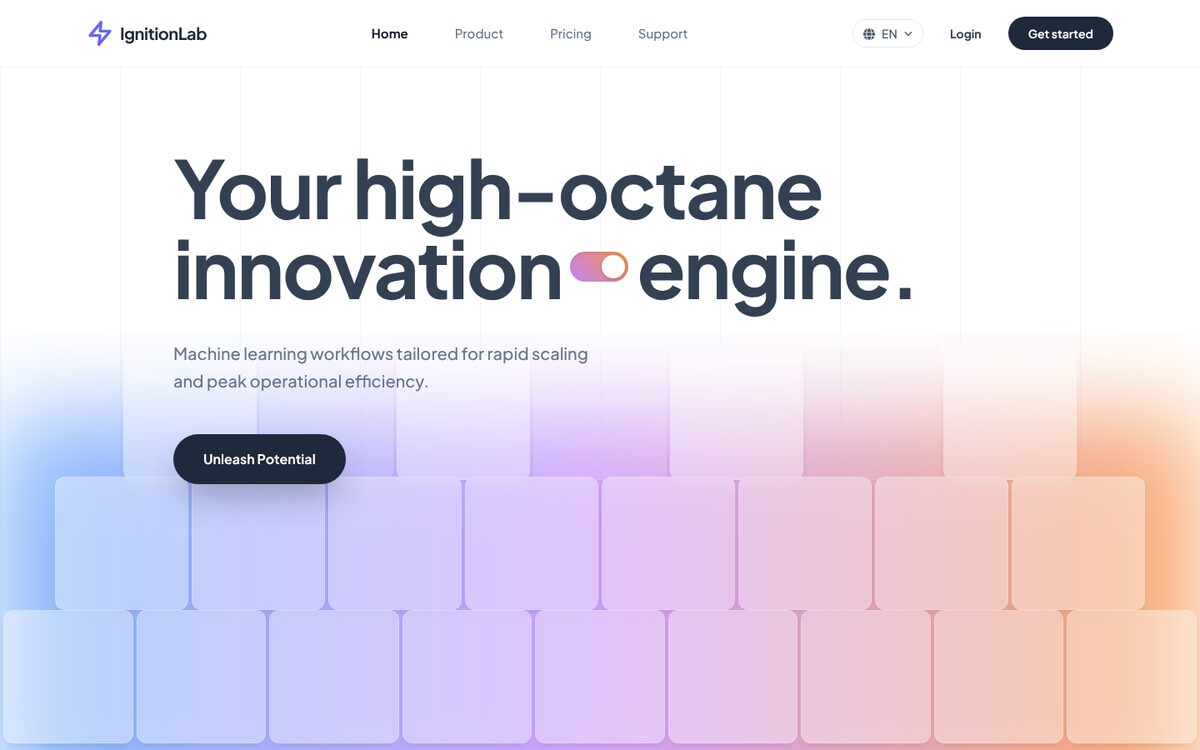 IgnitionLab
Home
Product
Pricing
Support
EN
Login
Get started
Your high-octane
innovation engine.
Machine learning workflows tailored for rapid scaling
and peak operational efficiency.
Unleash Potential